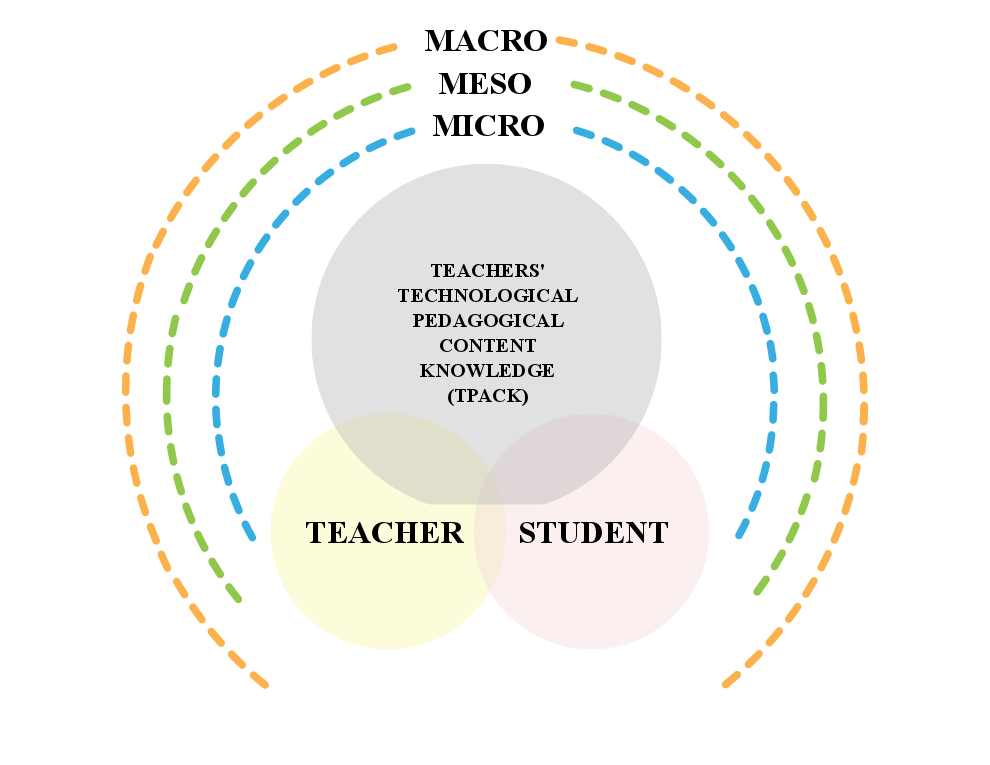 MACRO
MESO
MICRO
TEACHERS'
TECHNOLOGICAL
PEDAGOGICAL
CONTENT
KNOWLEDGE
(TPACK)
TEACHER STUDENT